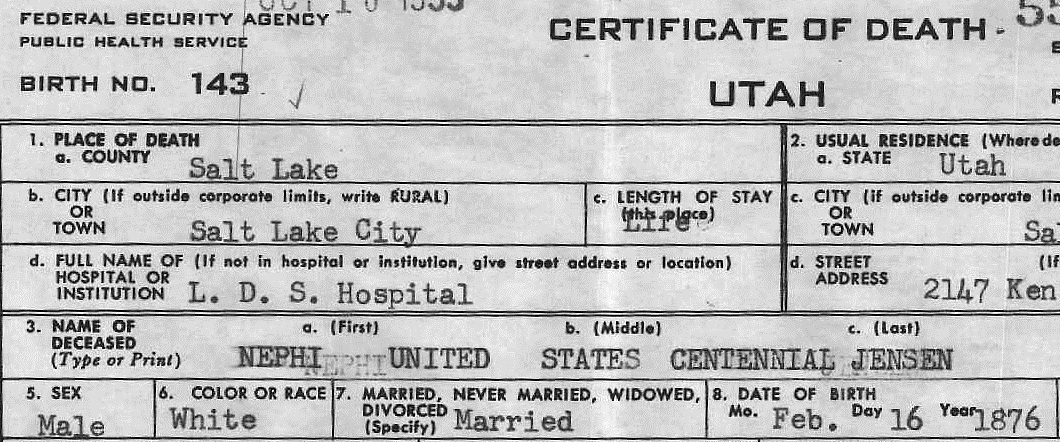 FEDERAL SECURITY AGENCY
PUBLIC HEALTH SERVICE
CERTIFICATE OF DEATH -
BIRTH NO. 143
UTAH
1. PLACE OF DEATH
a. COUNTY Salt Lake
2. USUAL RESIDENCE (Where de
a. STATE Utah
b. CITY (If outside corporate limits, write RURAL)
OR
TOWN Salt Lake City
c. LENGTH OF STAY
(this place)
Life
c. CITY (if outside corporate lim
OR
TOWN Sa
d. FULL NAME OF (If not in hospital or institution, give street address or location)
HOSPITAL OR
INSTITUTION L. D. S. Hospital
d. STREET (If
ADDRESS 2147 Ken
3. NAME OF a. (First) b. (Middle) c. (Last)
DECEASED
(Type or Print) NEPHI UNITED STATES CENTENNIAL JENSEN
5. SEX
Male
6. COLOR OR RACE
White
7. MARRIED, NEVER MARRIED, WIDOWED,
DIVORCED
(Specify) Married
8. DATE OF BIRTH
Mo. Feb. Day 16 Year 1876